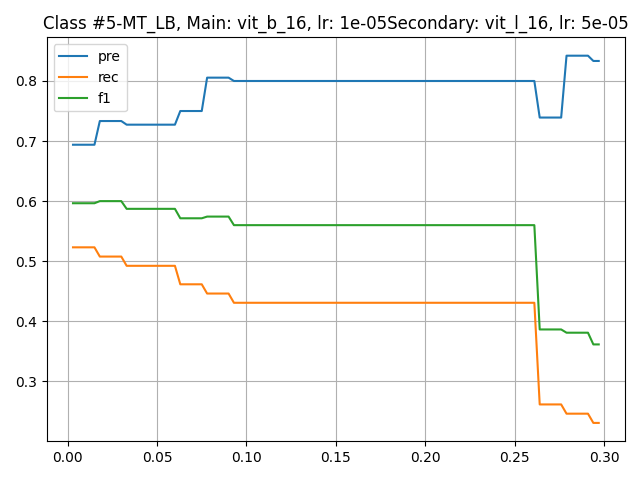 Class #5-MT_LB, Main: vit_b_16, lr: 1e-05Secondary: vit_l_16, lr: 5e-05
pre
rec
f1
0.8
0.7
0.6
0.5
0.4
0.3
0.00 0.05 0.10 0.15 0.20 0.25 0.30